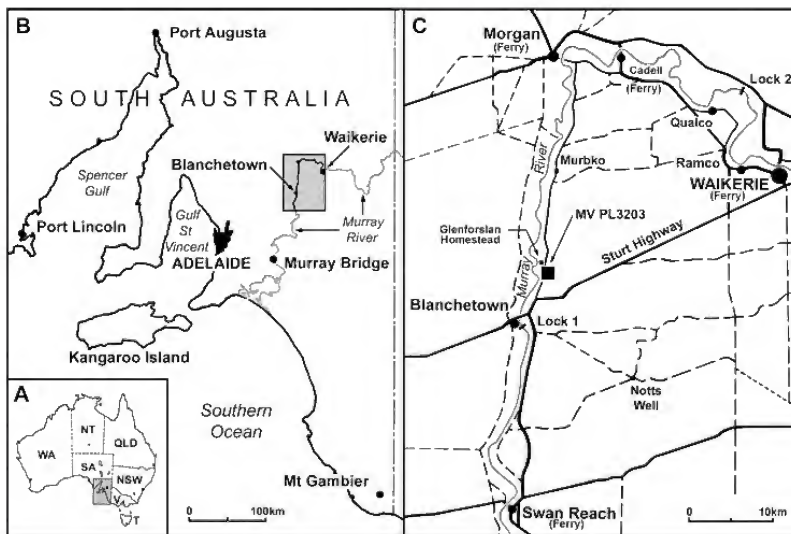 B
Port Augusta
SOUTH AUSTRALIA
Waikerie
Blanchetown
Spencer
Gulf
Gulf
St
Vincent
Murray
River
Port Lincoln
ADELAIDE
Murray Bridge
Kangaroo Island
Southern
Ocean
Mt Gambier
0 100km
A
WA
NT
QLD
SA
NSW
V
T
C
Morgan
(Ferry)
Cadell
(Ferry)
Lock 2
Qualco
River
Murbko
Ramco
WAIKERIE
(Ferry)
Glenforslan
Homestead
MV PL3203
Sturt Highway
Murray
Blanchetown
Lock 1
Notts
Well
Swan Reach
(Ferry)
0 10km